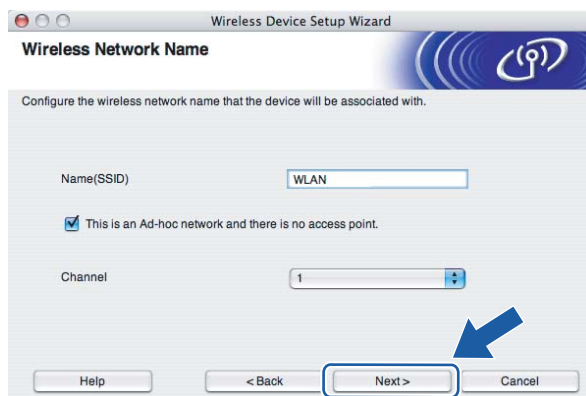 Wireless Device Setup Wizard
Wireless Network Name
Configure the wireless network name that the device will be associated with.
Name(SSID) WLAN
This is an Ad-hoc network and there is no access point.
Channel 1
Help < Back Next > Cancel